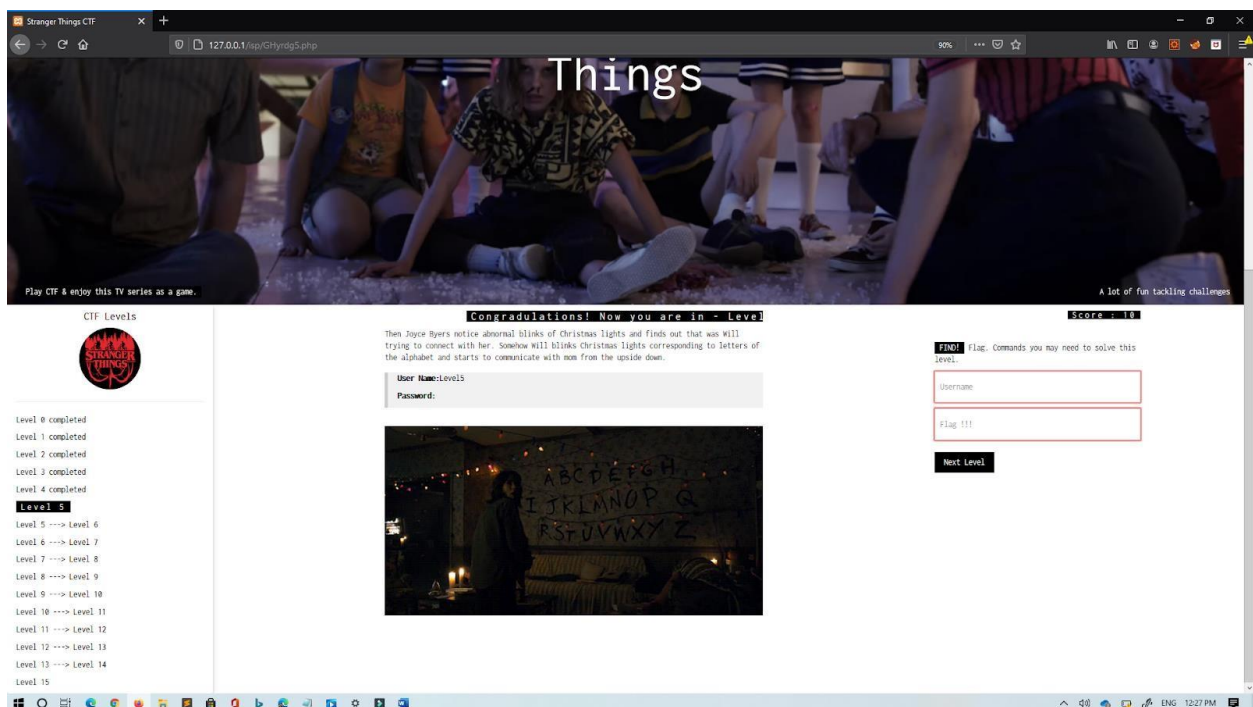 Stranger Things CTF
127.0.0.1/isp/GHyrdg5.php
90%
Things
Play CTF & enjoy this TV series as a game.
A lot of fun tackling challenges
CTF Levels
STRANGER
THINGS
Level 0 completed
Level 1 completed
Level 2 completed
Level 3 completed
Level 4 completed
Level 5
Level 5 ---> Level 6
Level 6 ---> Level 7
Level 7 ---> Level 8
Level 8 ---> Level 9
Level 9 ---> Level 10
Level 10 ---> Level 11
Level 11 ---> Level 12
Level 12 ---> Level 13
Level 13 ---> Level 14
Level 15
Congradulations! Now you are in - Level
Then Joyce Byers notice abnormal blinks of Christmas lights and finds out that was Will
trying to connect with her. Somehow Will blinks Christmas lights corresponding to letters of
the alphabet and starts to communicate with mom from the upside down.
User Name:Level5
Password:
A B C D E F G H
I J K L M N O P Q
R S T U V W X Y Z
Score : 10
FIND! Flag. Commands you may need to solve this
level.
Username
Flag !!!
Next Level
ENG 12:27 PM